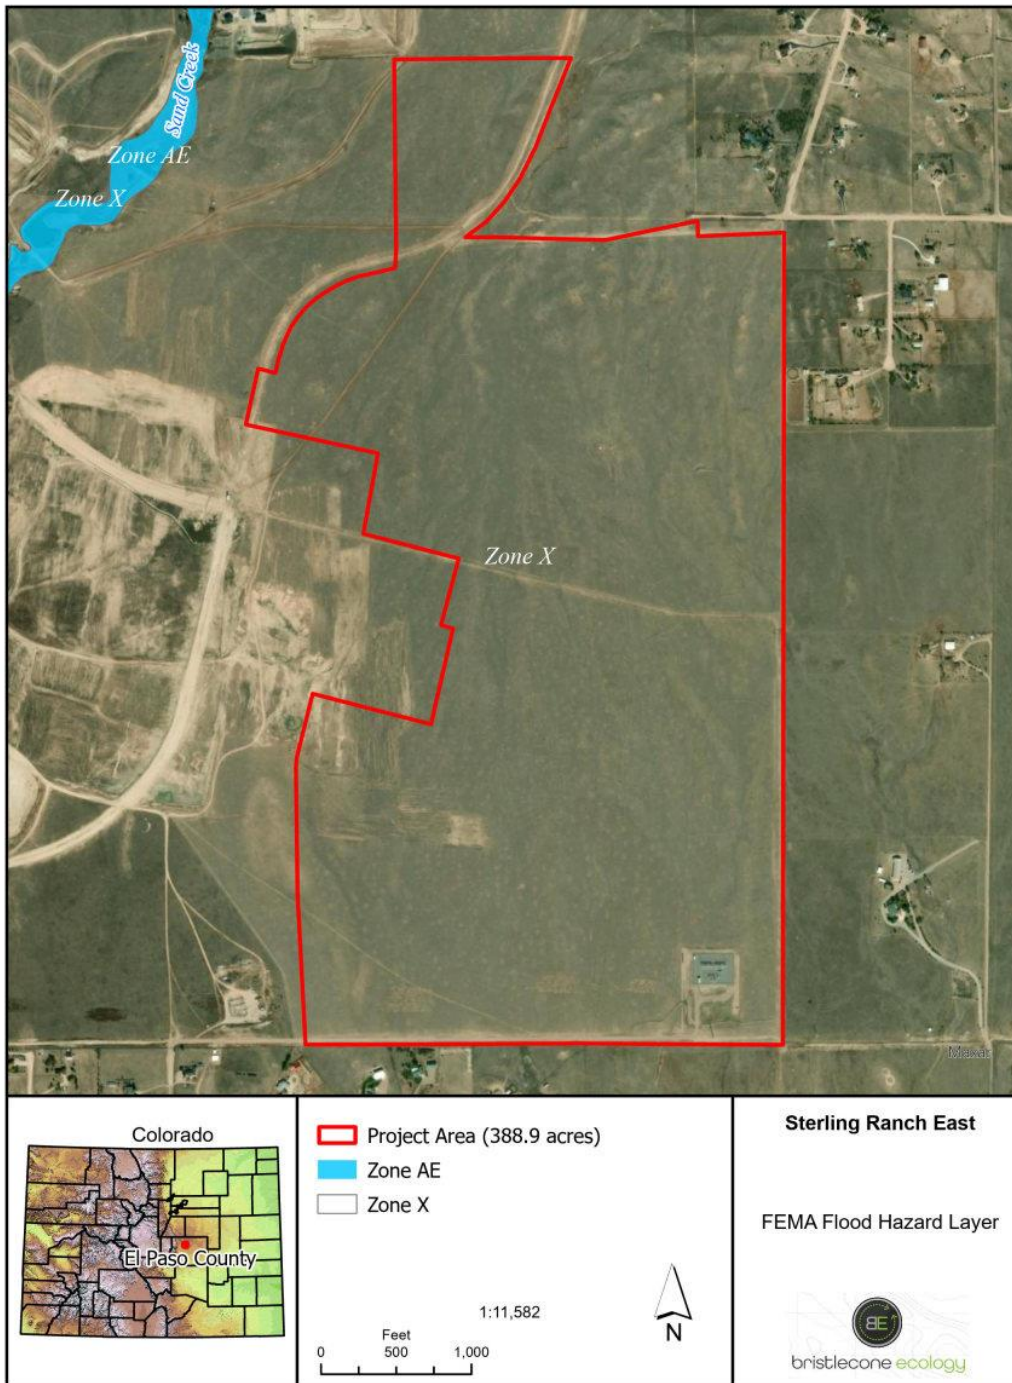 Sand Creek
Zone AE
Zone X
Zone X
Maxar
Colorado
El Paso County
Project Area (388.9 acres)
Zone AE
Zone X
1:11,582
Feet
0 500 1,000
N
Sterling Ranch East
FEMA Flood Hazard Layer
BE
bristlecone ecology